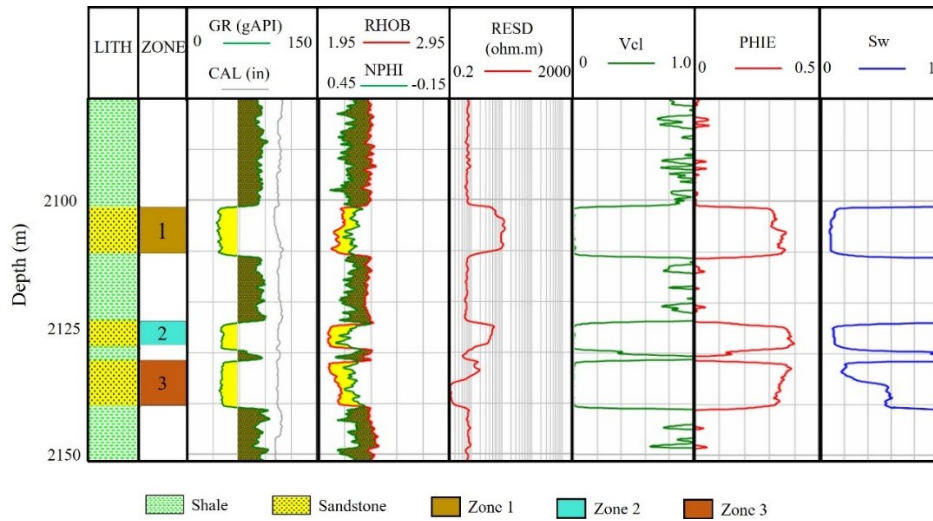 LITH ZONE GR (gAPI) RHOB RESD (ohm.m) Vcl PHIE Sw
0 150 1.95 2.95 0.2 2000 0 1.0 0 0.5 0 1
CAL (in) NPHI
0.45 -0.15
Depth (m)
2100
1
2125
2
3
2150
Shale Sandstone Zone 1 Zone 2 Zone 3